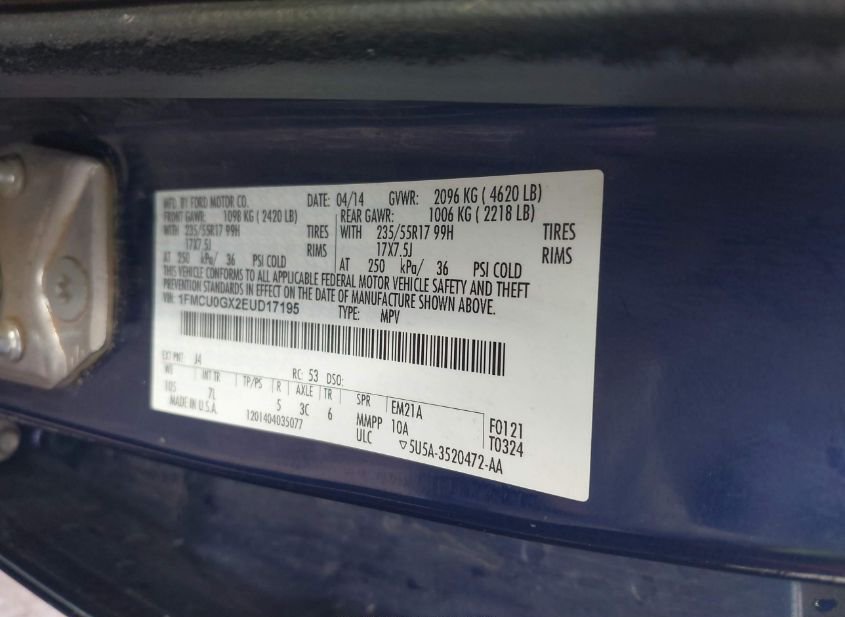 MFD. BY FORD MOTOR CO. DATE: 04/14 GVWR: 2096 KG ( 4620 LB)
FRONT GAWR: 1098 KG ( 2420 LB) REAR GAWR: 1006 KG ( 2218 LB)
WITH 235/55R17 99H TIRES WITH 235/55R17 99H TIRES
17X7.5J RIMS 17X7.5J RIMS
AT 250 kPa/ 36 PSI COLD AT 250 kPa/ 36 PSI COLD
THIS VEHICLE CONFORMS TO ALL APPLICABLE FEDERAL MOTOR VEHICLE SAFETY AND THEFT
PREVENTION STANDARDS IN EFFECT ON THE DATE OF MANUFACTURE SHOWN ABOVE.
VIN: 1FMCU0GX2EUD17195 TYPE: MPV
EXT PNT: J4 RC: 53 DSO:
WB INT TR TP/PS R AXLE TR SPR EM21A
105 7L 5 3C 6 MMPP 10A F0121
MADE IN U.S.A. 1201404035077 ULC ▽5U5A-3520472-AA T0324